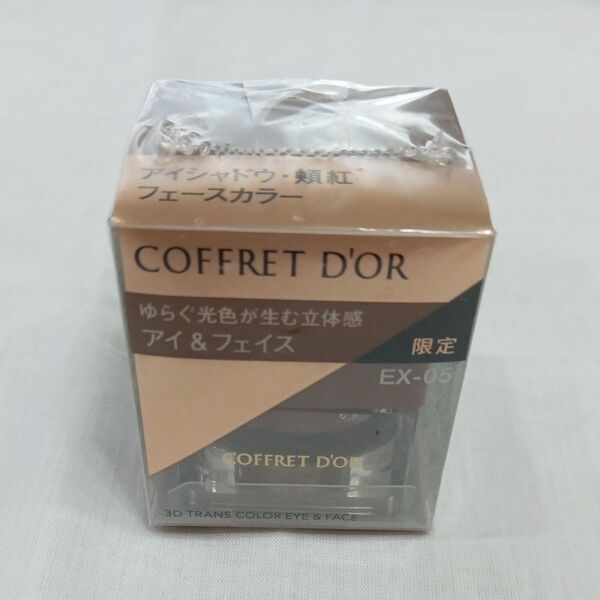 アイシャドウ・頬紅*
フェースカラー
COFFRET D'OR
ゆらぐ光色が生む立体感
アイ&フェイス
限定
EX-05
COFFRET D'OR
3D TRANS COLOR EYE & FACE